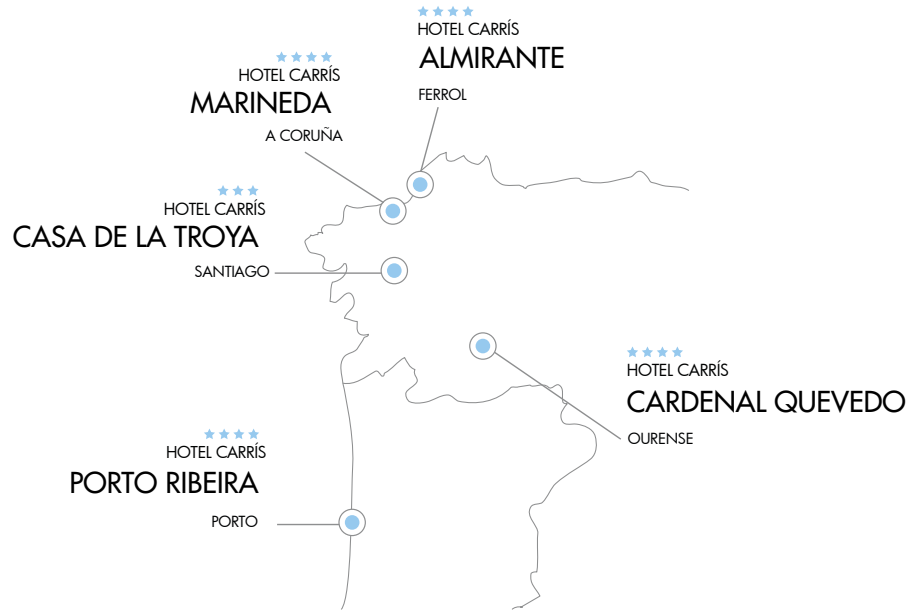 HOTEL CARRÍS
ALMIRANTE
FERROL
HOTEL CARRÍS
MARINEDA
A CORUÑA
HOTEL CARRÍS
CASA DE LA TROYA
SANTIAGO
HOTEL CARRÍS
CARDENAL QUEVEDO
OURENSE
HOTEL CARRÍS
PORTO RIBEIRA
PORTO